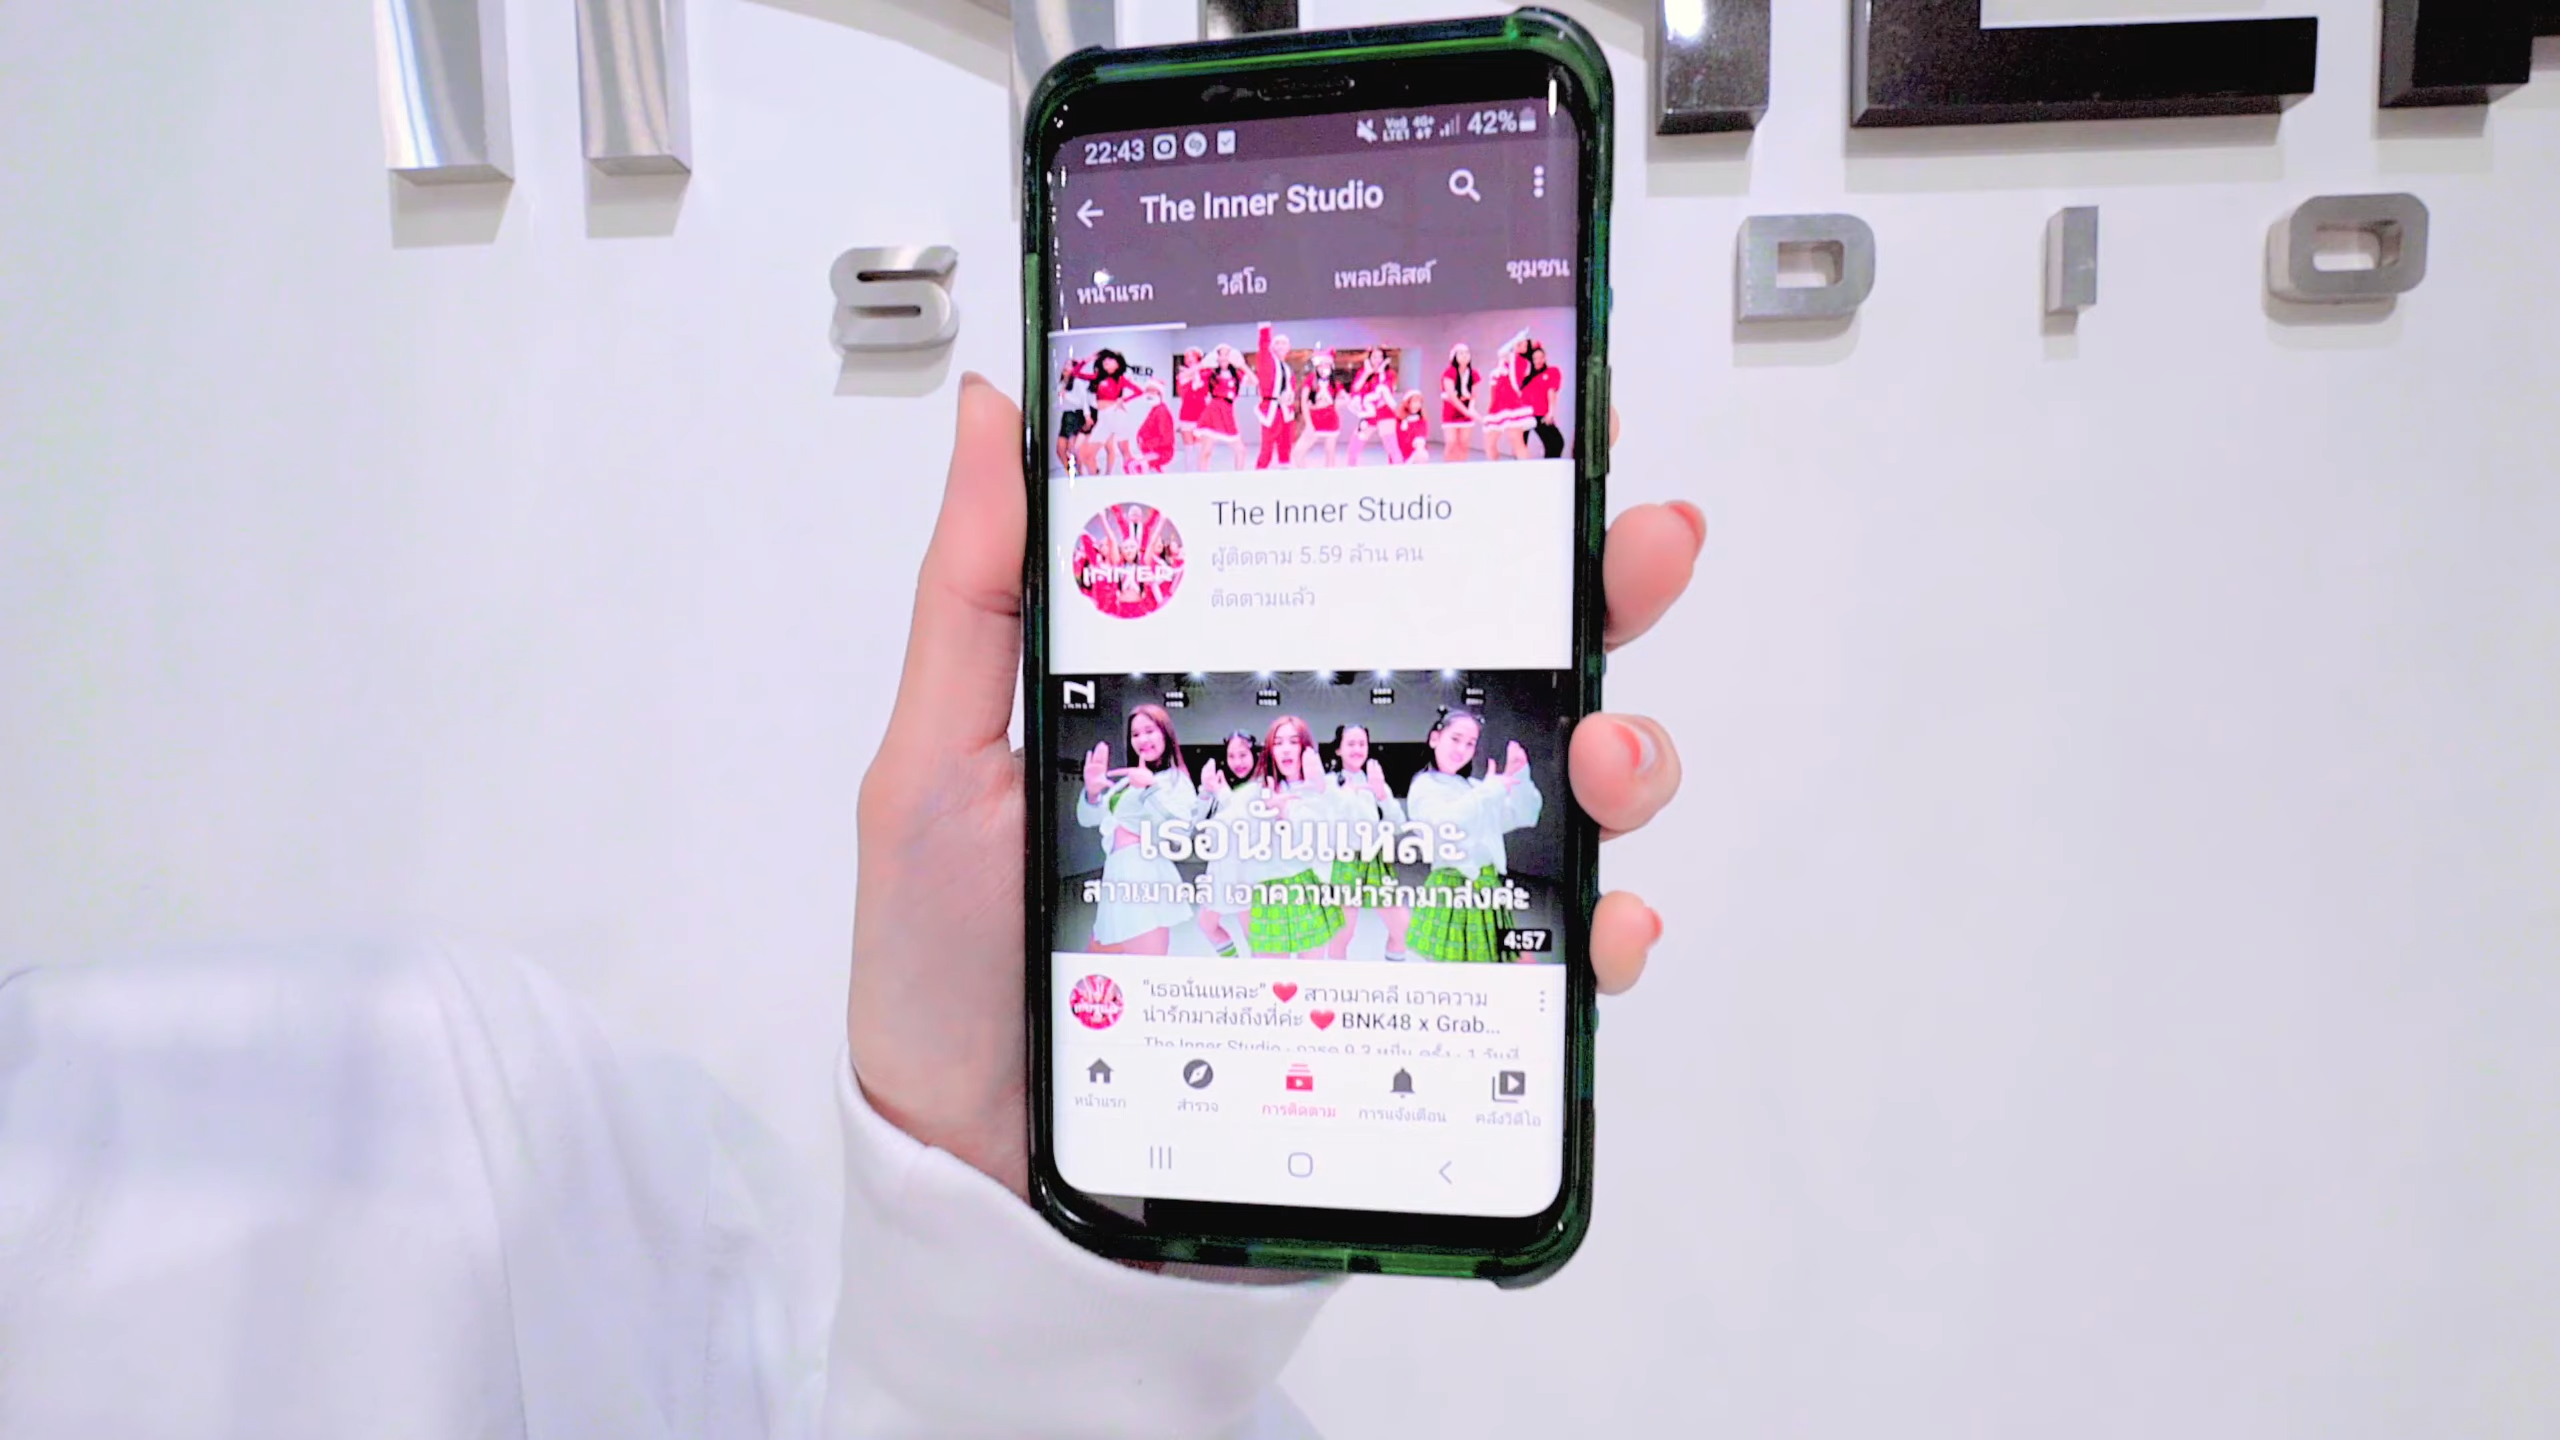 S D I O
22:43 42%
The Inner Studio
หน้าแรก วิดีโอ เพลย์ลิสต์ ชุมชน
The Inner Studio
ผู้ติดตาม 5.59 ล้าน คน
ติดตามแล้ว
INNER
เธอนั่นแหละ
สาวเมาคลี เอาความน่ารักมาส่งค่ะ
4:57
"เธอนั่นแหละ" ❤ สาวเมาคลี เอาความ
น่ารักมาส่งถึงที่ค่ะ ❤ BNK48 x Grab...
The Inner Studio
หน้าแรก สำรวจ การติดตาม การแจ้งเตือน คลังวิดีโอ